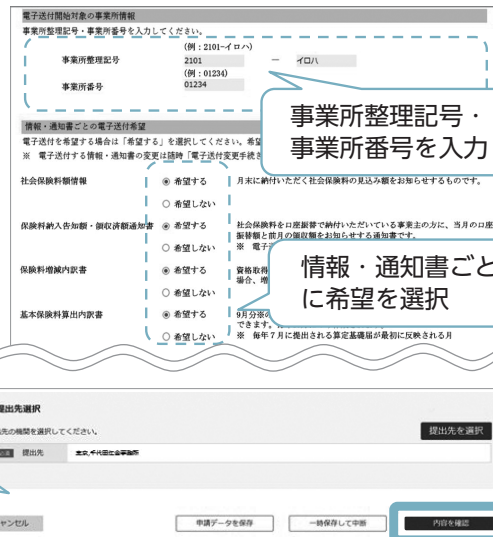 電子送付開始対象の事業所情報
事業所整理記号・事業所番号を入力してください。
(例：2101-イロハ)
事業所整理記号 2101 ー イロハ
(例：01234)
事業所番号 01234
事業所整理記号・
事業所番号を入力
情報・通知書ごとの電子送付希望
電子送付を希望する場合は「希望する」を選択してください。希望
※ 電子送付する情報・通知書の変更は随時「電子送付変更手続き
社会保険料額情報 希望する 月末に納付いただく社会保険料の見込み額をお知らせするものです。
希望しない
保険料納入告知額・領収済額通知書 希望する 社会保険料を口座振替で納付いただいている事業主の方に、当月の口座
振替額と前月の領収額をお知らせする通知書です。
希望しない ※ 電子
保険料増減内訳書 希望する 資格取得
場合、増
希望しない
情報・通知書ごと
に希望を選択
基本保険料算出内訳書 希望する 9月分※の
できます。
希望しない ※ 毎年7月に提出される算定基礎届が最初に反映される月
提出先選択
先の機関を選択してください。
提出先を選択
提出先
ャンセル
申請データを保存
一時保存して中断
内容を確認